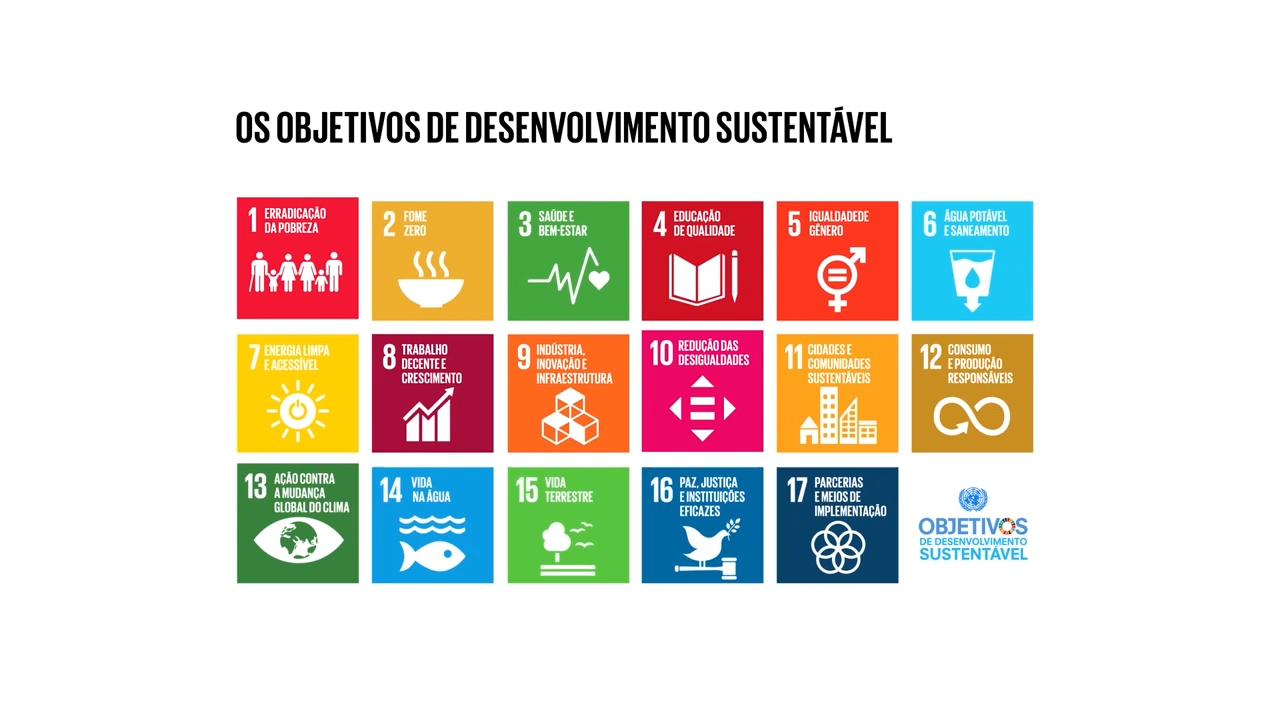 OS OBJETIVOS DE DESENVOLVIMENTO SUSTENTÁVEL
1 ERRADICAÇÃO
DA POBREZA
2 FOME
ZERO
3 SAÚDE E
BEM-ESTAR
4 EDUCAÇÃO
DE QUALIDADE
5 IGUALDADEDE
GÊNERO
6 ÁGUA POTÁVEL
E SANEAMENTO
7 ENERGIA LIMPA
E ACESSÍVEL
8 TRABALHO
DECENTE E
CRESCIMENTO
9 INDÚSTRIA,
INOVAÇÃO E
INFRAESTRUTURA
10 REDUÇÃO DAS
DESIGUALDADES
11 CIDADES E
COMUNIDADES
SUSTENTÁVEIS
12 CONSUMO
E PRODUÇÃO
RESPONSÁVEIS
13 AÇÃO CONTRA
A MUDANÇA
GLOBAL DO CLIMA
14 VIDA
NA ÁGUA
15 VIDA
TERRESTRE
16 PAZ, JUSTIÇA
E INSTITUIÇÕES
EFICAZES
17 PARCERIAS
E MEIOS DE
IMPLEMENTAÇÃO
OBJETIVOS
DE DESENVOLVIMENTO
SUSTENTÁVEL